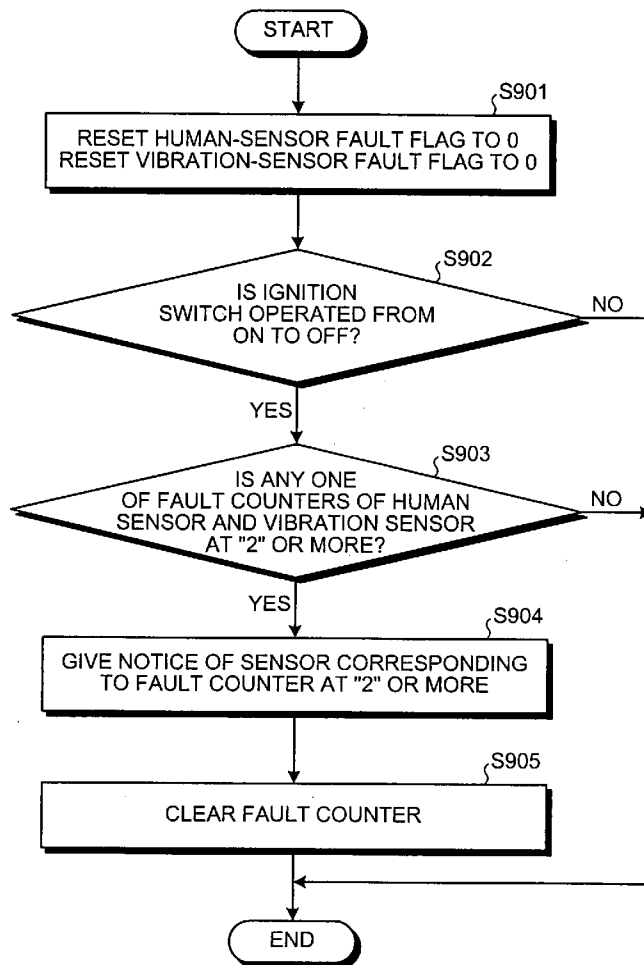 START
S901
RESET HUMAN-SENSOR FAULT FLAG TO 0
RESET VIBRATION-SENSOR FAULT FLAG TO 0
S902
IS IGNITION
SWITCH OPERATED FROM
ON TO OFF?
NO
YES
S903
IS ANY ONE
OF FAULT COUNTERS OF HUMAN
SENSOR AND VIBRATION SENSOR
AT "2" OR MORE?
NO
YES
S904
GIVE NOTICE OF SENSOR CORRESPONDING
TO FAULT COUNTER AT "2" OR MORE
S905
CLEAR FAULT COUNTER
END